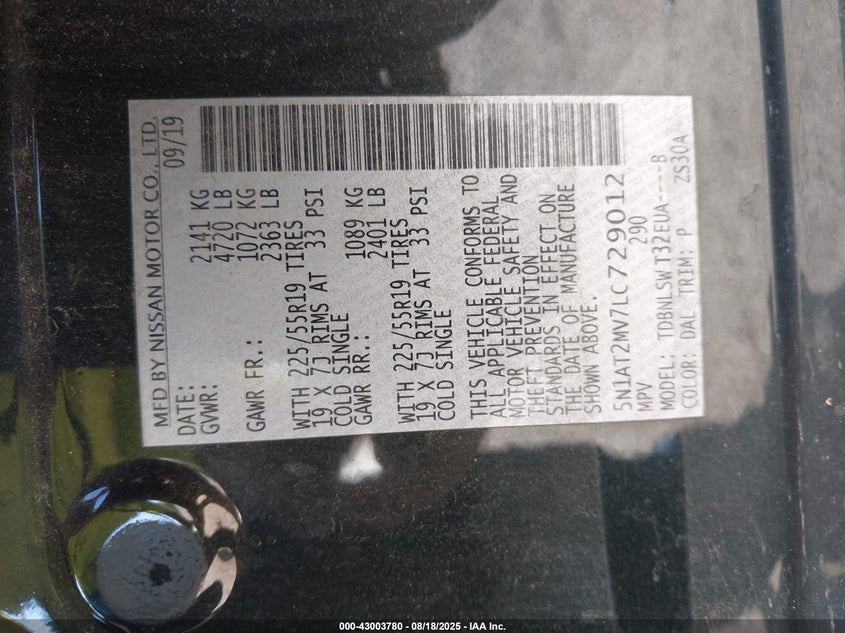 MFD BY NISSAN MOTOR CO., LTD.
DATE: 09/19
GVWR: 2141 KG
4720 LB
GAWR FR.: 1072 KG
2363 LB
WITH 225/55R19 TIRES
19 X 7J RIMS AT 33 PSI
COLD SINGLE
GAWR RR.: 1089 KG
2401 LB
WITH 225/55R19 TIRES
19 X 7J RIMS AT 33 PSI
COLD SINGLE
THIS VEHICLE CONFORMS TO
ALL APPLICABLE FEDERAL
MOTOR VEHICLE SAFETY AND
THEFT PREVENTION
STANDARDS IN EFFECT ON
THE DATE OF MANUFACTURE
SHOWN ABOVE.
5N1AT2MV7LC729012
MPV 290
MODEL: TDBNLSW T32EUA----B
COLOR: DAL TRIM: P ZS30A
000-43003780 - 08/18/2025 - IAA Inc.